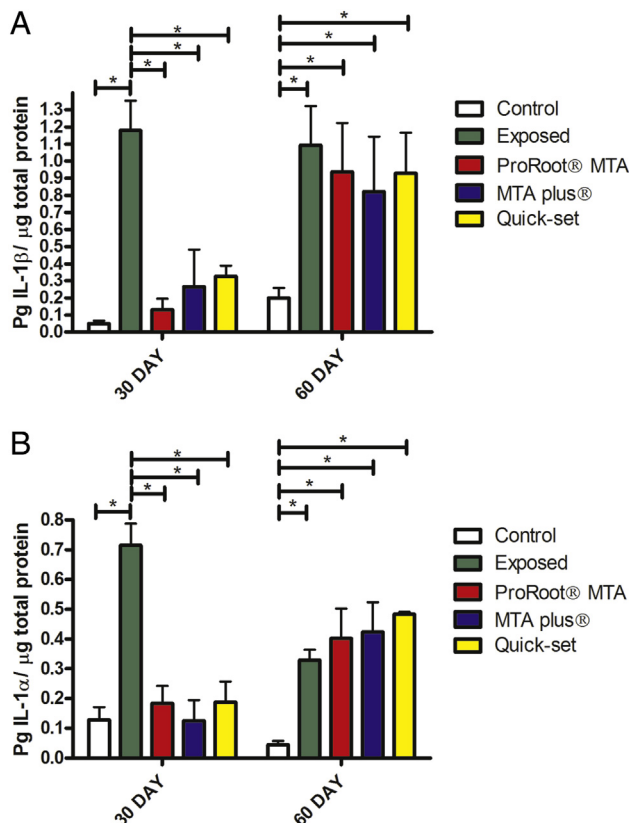 A
*
*
*
*
*
*
*
*
Pg IL-1β/ µg total protein
1.3
1.2
1.1
1.0
0.9
0.8
0.7
0.6
0.5
0.4
0.3
0.2
0.1
0.0
30 DAY
60 DAY
Control
Exposed
ProRoot® MTA
MTA plus®
Quick-set
B
*
*
*
*
*
*
*
*
Pg IL-1α/ µg total protein
0.8
0.7
0.6
0.5
0.4
0.3
0.2
0.1
0.0
30 DAY
60 DAY
Control
Exposed
ProRoot® MTA
MTA plus®
Quick-set